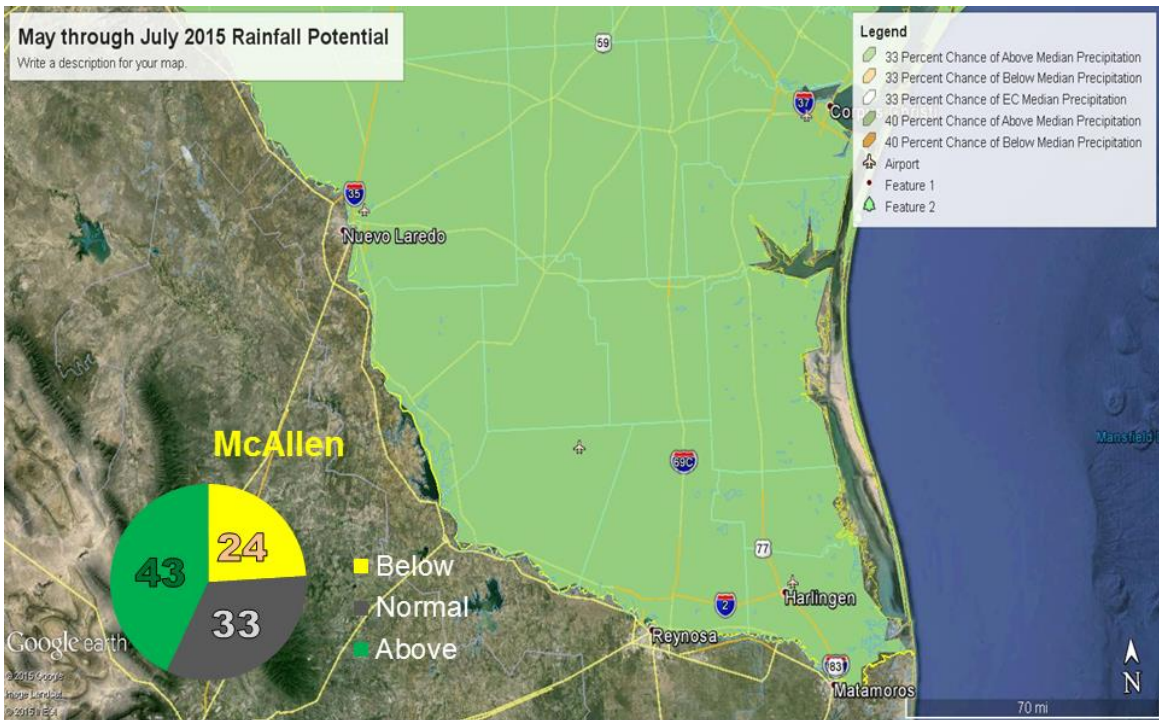 May through July 2015 Rainfall Potential
Write a description for your map.
Legend
33 Percent Chance of Above Median Precipitation
33 Percent Chance of Below Median Precipitation
33 Percent Chance of EC Median Precipitation
40 Percent Chance of Above Median Precipitation
40 Percent Chance of Below Median Precipitation
Airport
Feature 1
Feature 2
59
37
35
Nuevo Laredo
McAllen
24
43
33
Below
Normal
Above
69C
77
2
Harlingen
Reynosa
83
Matamoros
Mansfield
Google earth
© 2015 Google
Image Landsat
N
70 mi